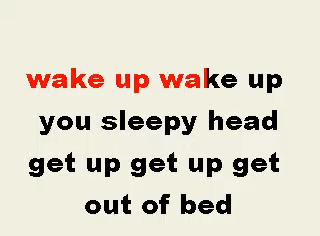 wake up wake up
you sleepy head
get up get up get
out of bed